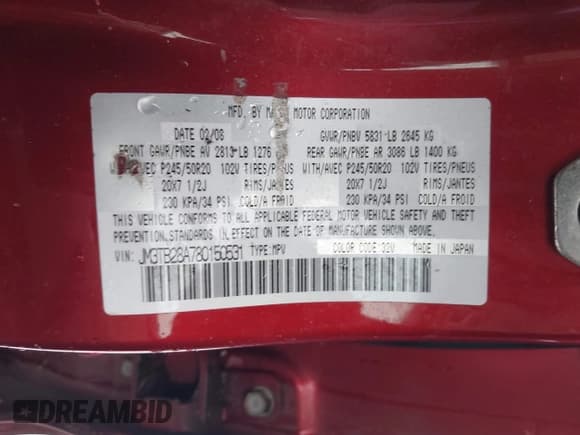 MFD. BY MAZDA MOTOR CORPORATION
DATE 02/08 GVWR/PNBV 5831-LB 2645 KG
FRONT GAWR/PNBE AV 2813-LB 1276 REAR GAWR/PNBE AR 3086 LB 1400 KG
WITH/AVEC P245/50R20 102V TIRES/PNEUS WITH/AVEC P245/50R20 102V TIRES/PNEUS
20X7 1/2J RIMS/JANTES 20X7 1/2J RIMS/JANTES
230 KPA/34 PSI COLD/A FROID 230 KPA/34 PSI COLD/A FROID
THIS VEHICLE CONFORMS TO ALL APPLICABLE FEDERAL MOTOR VEHICLE SAFETY AND THEFT
PREVENTION STANDARDS IN EFFECT ON THE DATE OF MANUFACTURE SHOWN ABOVE.
VIN: JM3TB28A780150531 TYPE:MPV COLOR CODE:32V MADE IN JAPAN
DREAMBID